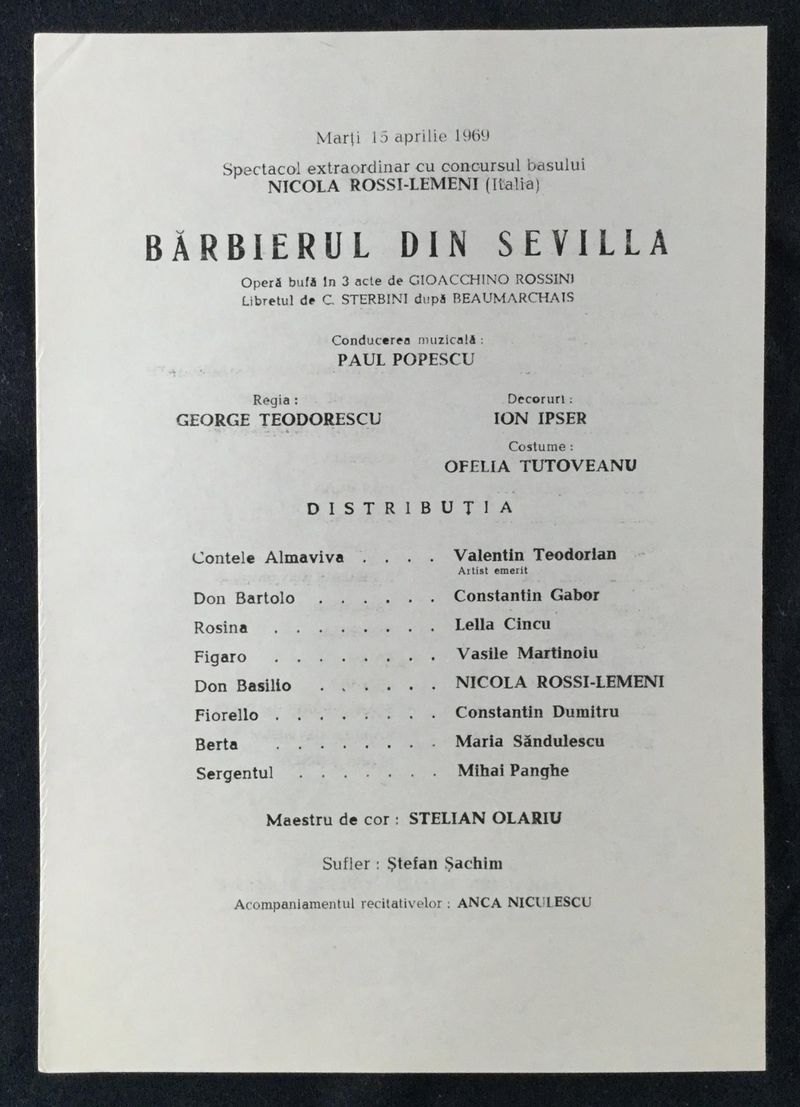 Marți 15 aprilie 1969
Spectacol extraordinar cu concursul basului
NICOLA ROSSI-LEMENI (Italia)
BĂRBIERUL DIN SEVILLA
Operă bufă în 3 acte de GIOACCHINO ROSSINI
Libretul de C. STERBINI după BEAUMARCHAIS
Conducerea muzicală :
PAUL POPESCU
Regia :
GEORGE TEODORESCU
Decoruri :
ION IPSER
Costume :
OFELIA TUTOVEANU
DISTRIBUȚIA
Contele Almaviva . . . . Valentin Teodorian
Artist emerit
Don Bartolo . . . . . . Constantin Gabor
Rosina . . . . . . . . Lella Cincu
Figaro . . . . . . . . Vasile Martinoiu
Don Basilio . . . . . . NICOLA ROSSI-LEMENI
Fiorello . . . . . . . . Constantin Dumitru
Berta . . . . . . . . Maria Săndulescu
Sergentul . . . . . . . Mihai Panghe
Maestru de cor : STELIAN OLARIU
Sufler : Ștefan Șachim
Acompaniamentul recitativelor : ANCA NICULESCU